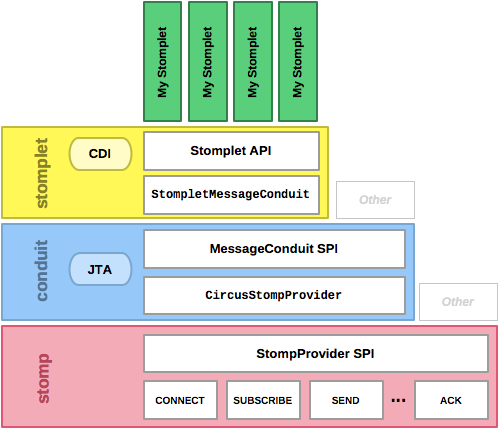 My Stomplet
My Stomplet
My Stomplet
My Stomplet
stomplet
CDI
Stomplet API
StompletMessageConduit
Other
conduit
JTA
MessageConduit SPI
CircusStompProvider
Other
stomp
StompProvider SPI
CONNECT
SUBSCRIBE
SEND
...
ACK